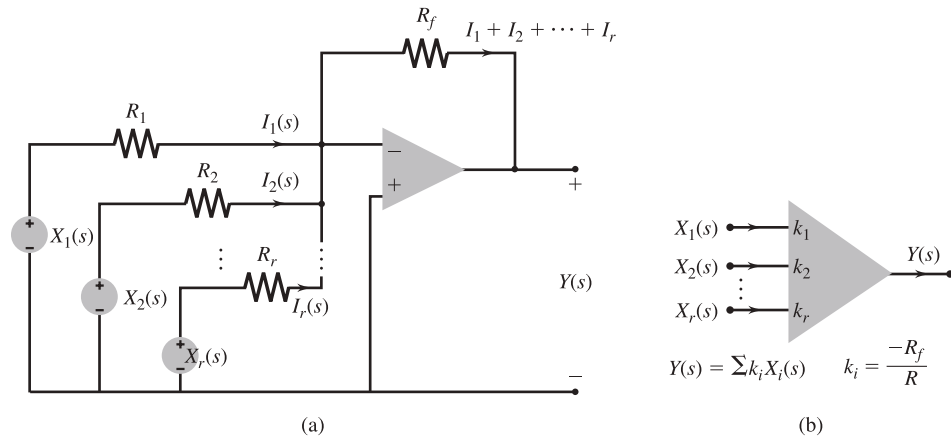 R_f
I_1 + I_2 + ⋯ + I_r
R_1
I_1(s)
−
R_2
I_2(s)
+
+
+
−
X_1(s)
⋮
R_r
⋮
+
−
X_2(s)
I_r(s)
Y(s)
+
−
X_r(s)
−
(a)
X_1(s)
k_1
X_2(s)
k_2
Y(s)
⋮
X_r(s)
k_r
Y(s) = ∑k_iX_i(s)
k_i = −R_f / R
(b)